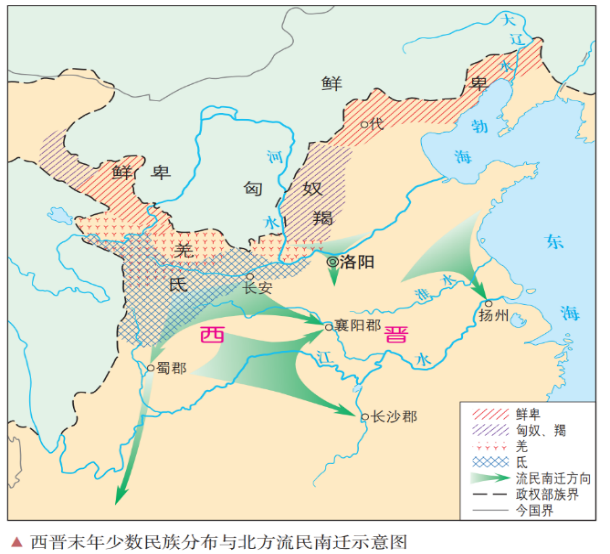 大辽水
鲜卑
代
渤海
鲜卑
匈奴
羯
河水
羌
氐
长安
洛阳
东海
淮水
扬州
西晋
襄阳郡
蜀郡
江水
长沙郡
鲜卑
匈奴、羯
羌
氐
流民南迁方向
政权部族界
今国界
▲ 西晋末年少数民族分布与北方流民南迁示意图